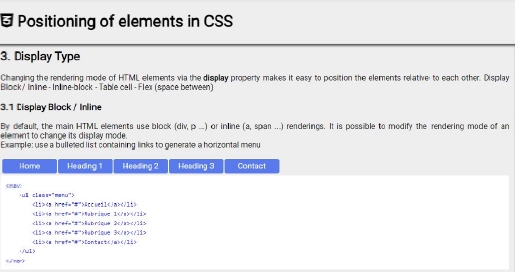 Positioning of elements in CSS
3. Display Type
Changing the rendering mode of HTML elements via the display property makes it easy to position the elements relative to each other. Display
Block / Inline - Inline-block - Table cell - Flex (space between)
3.1 Display Block / Inline
By default, the main HTML elements use block (div, p ...) or inline (a, span ...) renderings. It is possible to modify the rendering mode of an
element to change its display mode.
Example: use a bulleted list containing links to generate a horizontal menu
Home Heading 1 Heading 2 Heading 3 Contact
<nav>
<ul class="menu">
<li><a href="#">Accueil</a></li>
<li><a href="#">Rubrique 1</a></li>
<li><a href="#">Rubrique 2</a></li>
<li><a href="#">Rubrique 3</a></li>
<li><a href="#">Contact</a></li>
</ul>
</nav>